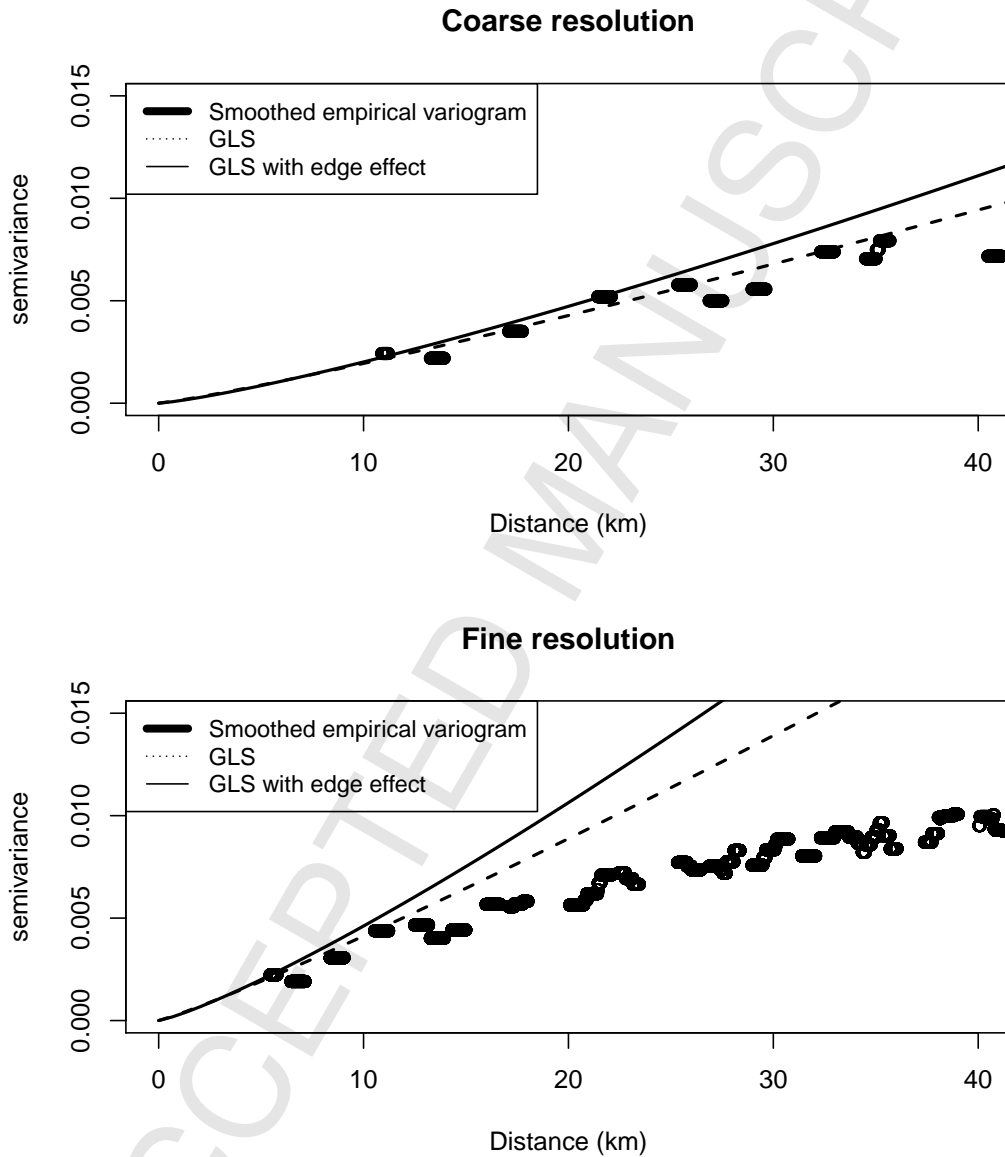 Coarse resolution
0.015
0.010
0.005
0.000
semivariance
Smoothed empirical variogram
GLS
GLS with edge effect
0 10 20 30 40
Distance (km)
Fine resolution
0.015
0.010
0.005
0.000
semivariance
Smoothed empirical variogram
GLS
GLS with edge effect
0 10 20 30 40
Distance (km)